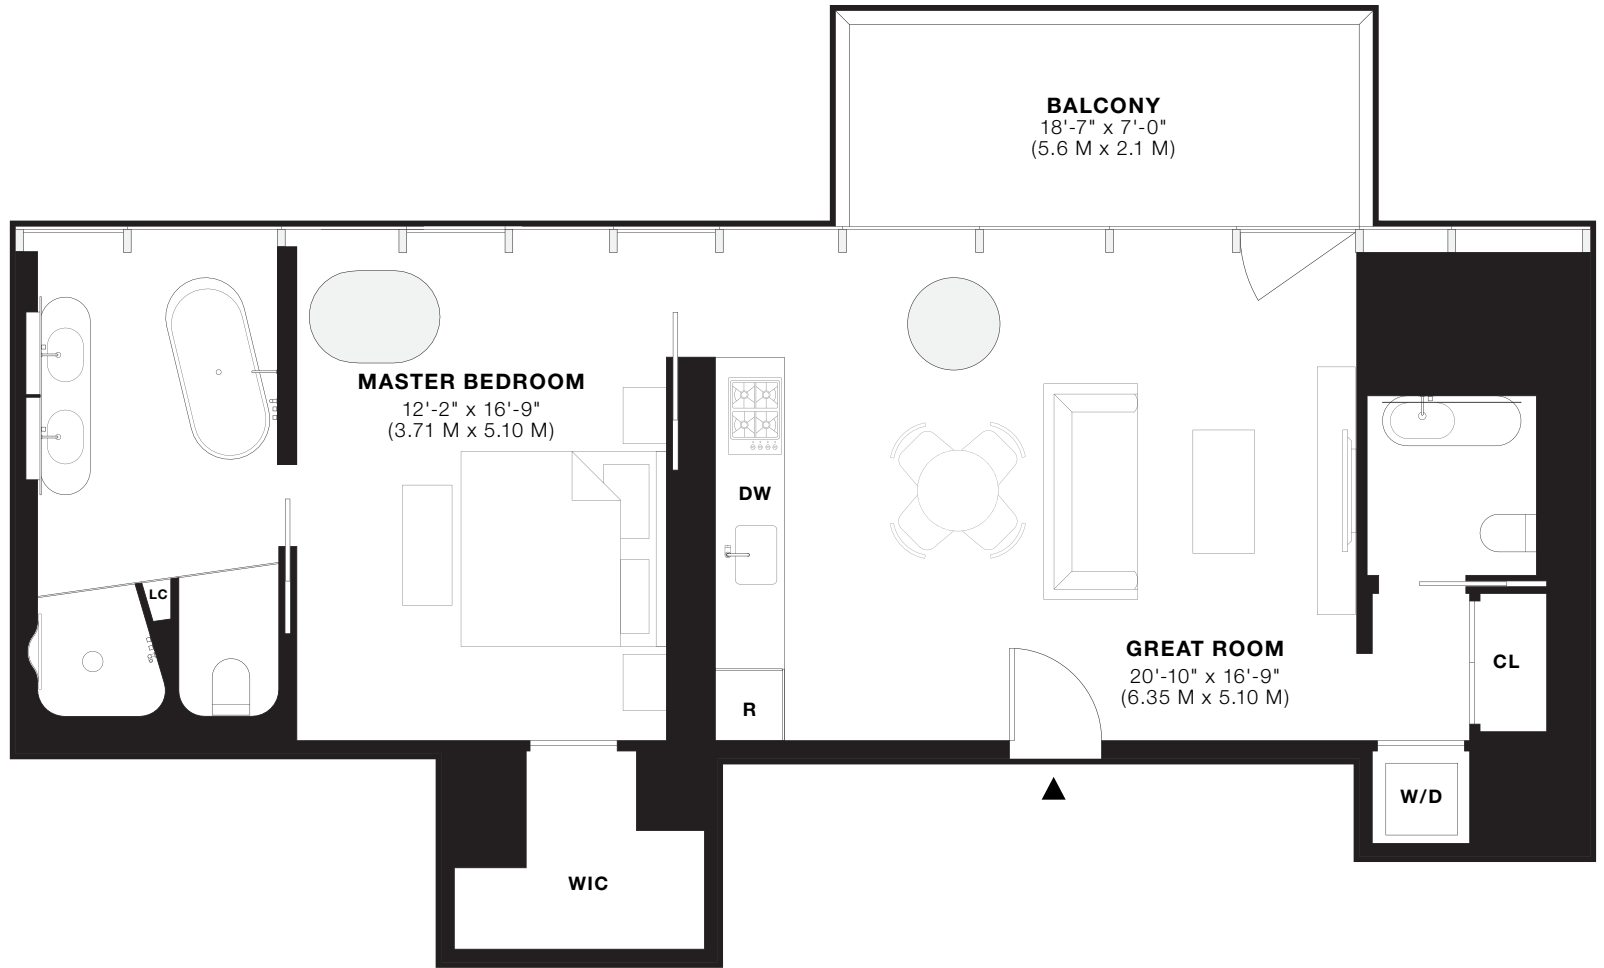 BALCONY
18'-7" x 7'-0"
(5.6 M x 2.1 M)
MASTER BEDROOM
12'-2" x 16'-9"
(3.71 M x 5.10 M)
DW
LC
GREAT ROOM
20'-10" x 16'-9"
(6.35 M x 5.10 M)
CL
R
W/D
WIC